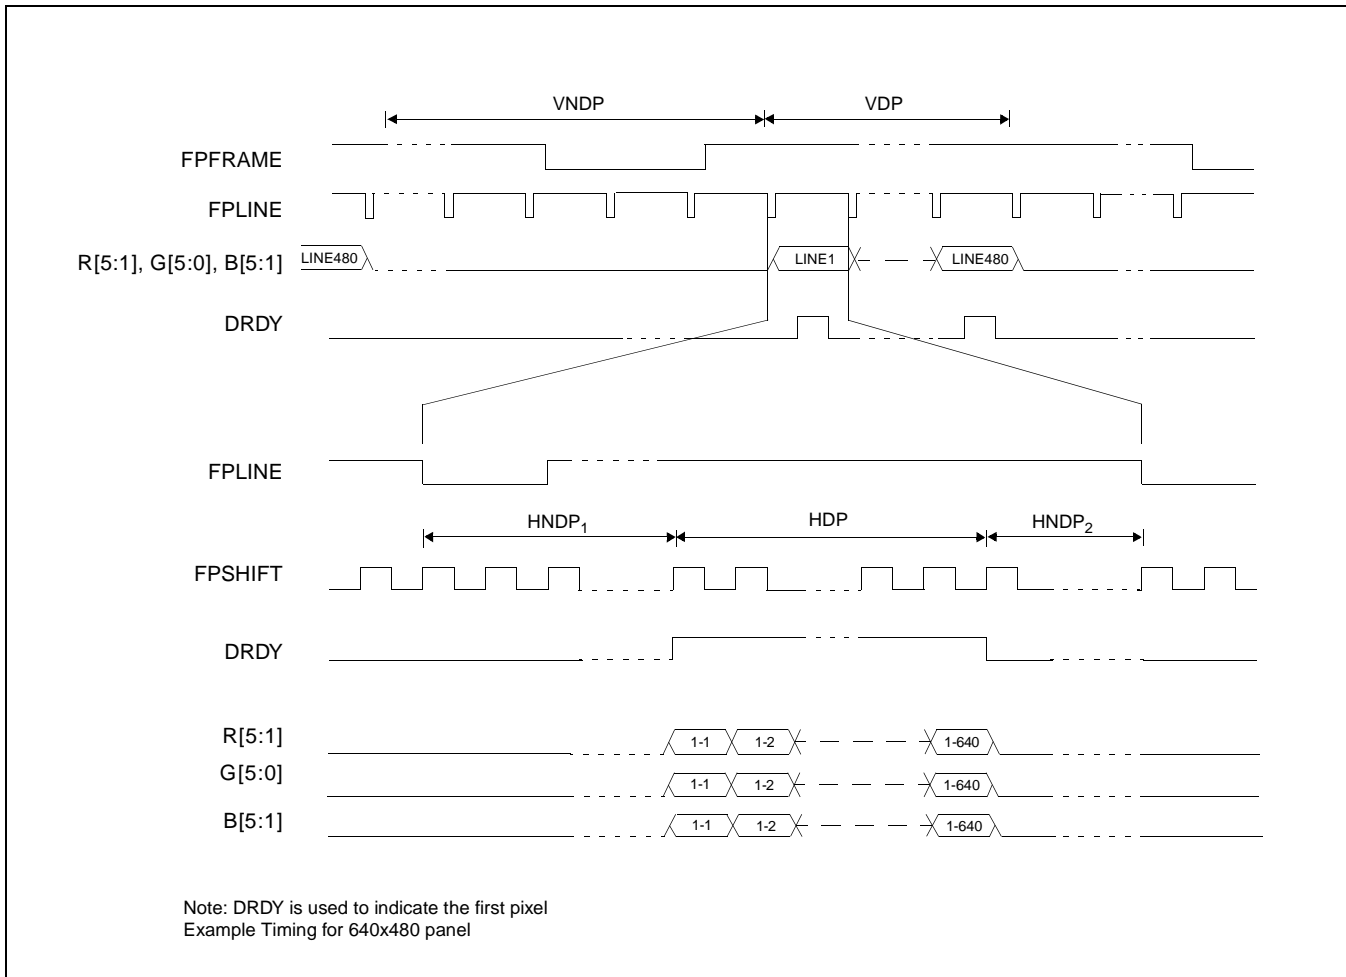 VNDP VDP
FPFRAME
FPLINE
R[5:1], G[5:0], B[5:1] LINE480 LINE1 LINE480
DRDY
FPLINE
HNDP1 HDP HNDP2
FPSHIFT
DRDY
R[5:1] 1-1 1-2 1-640
G[5:0] 1-1 1-2 1-640
B[5:1] 1-1 1-2 1-640
Note: DRDY is used to indicate the first pixel
Example Timing for 640x480 panel